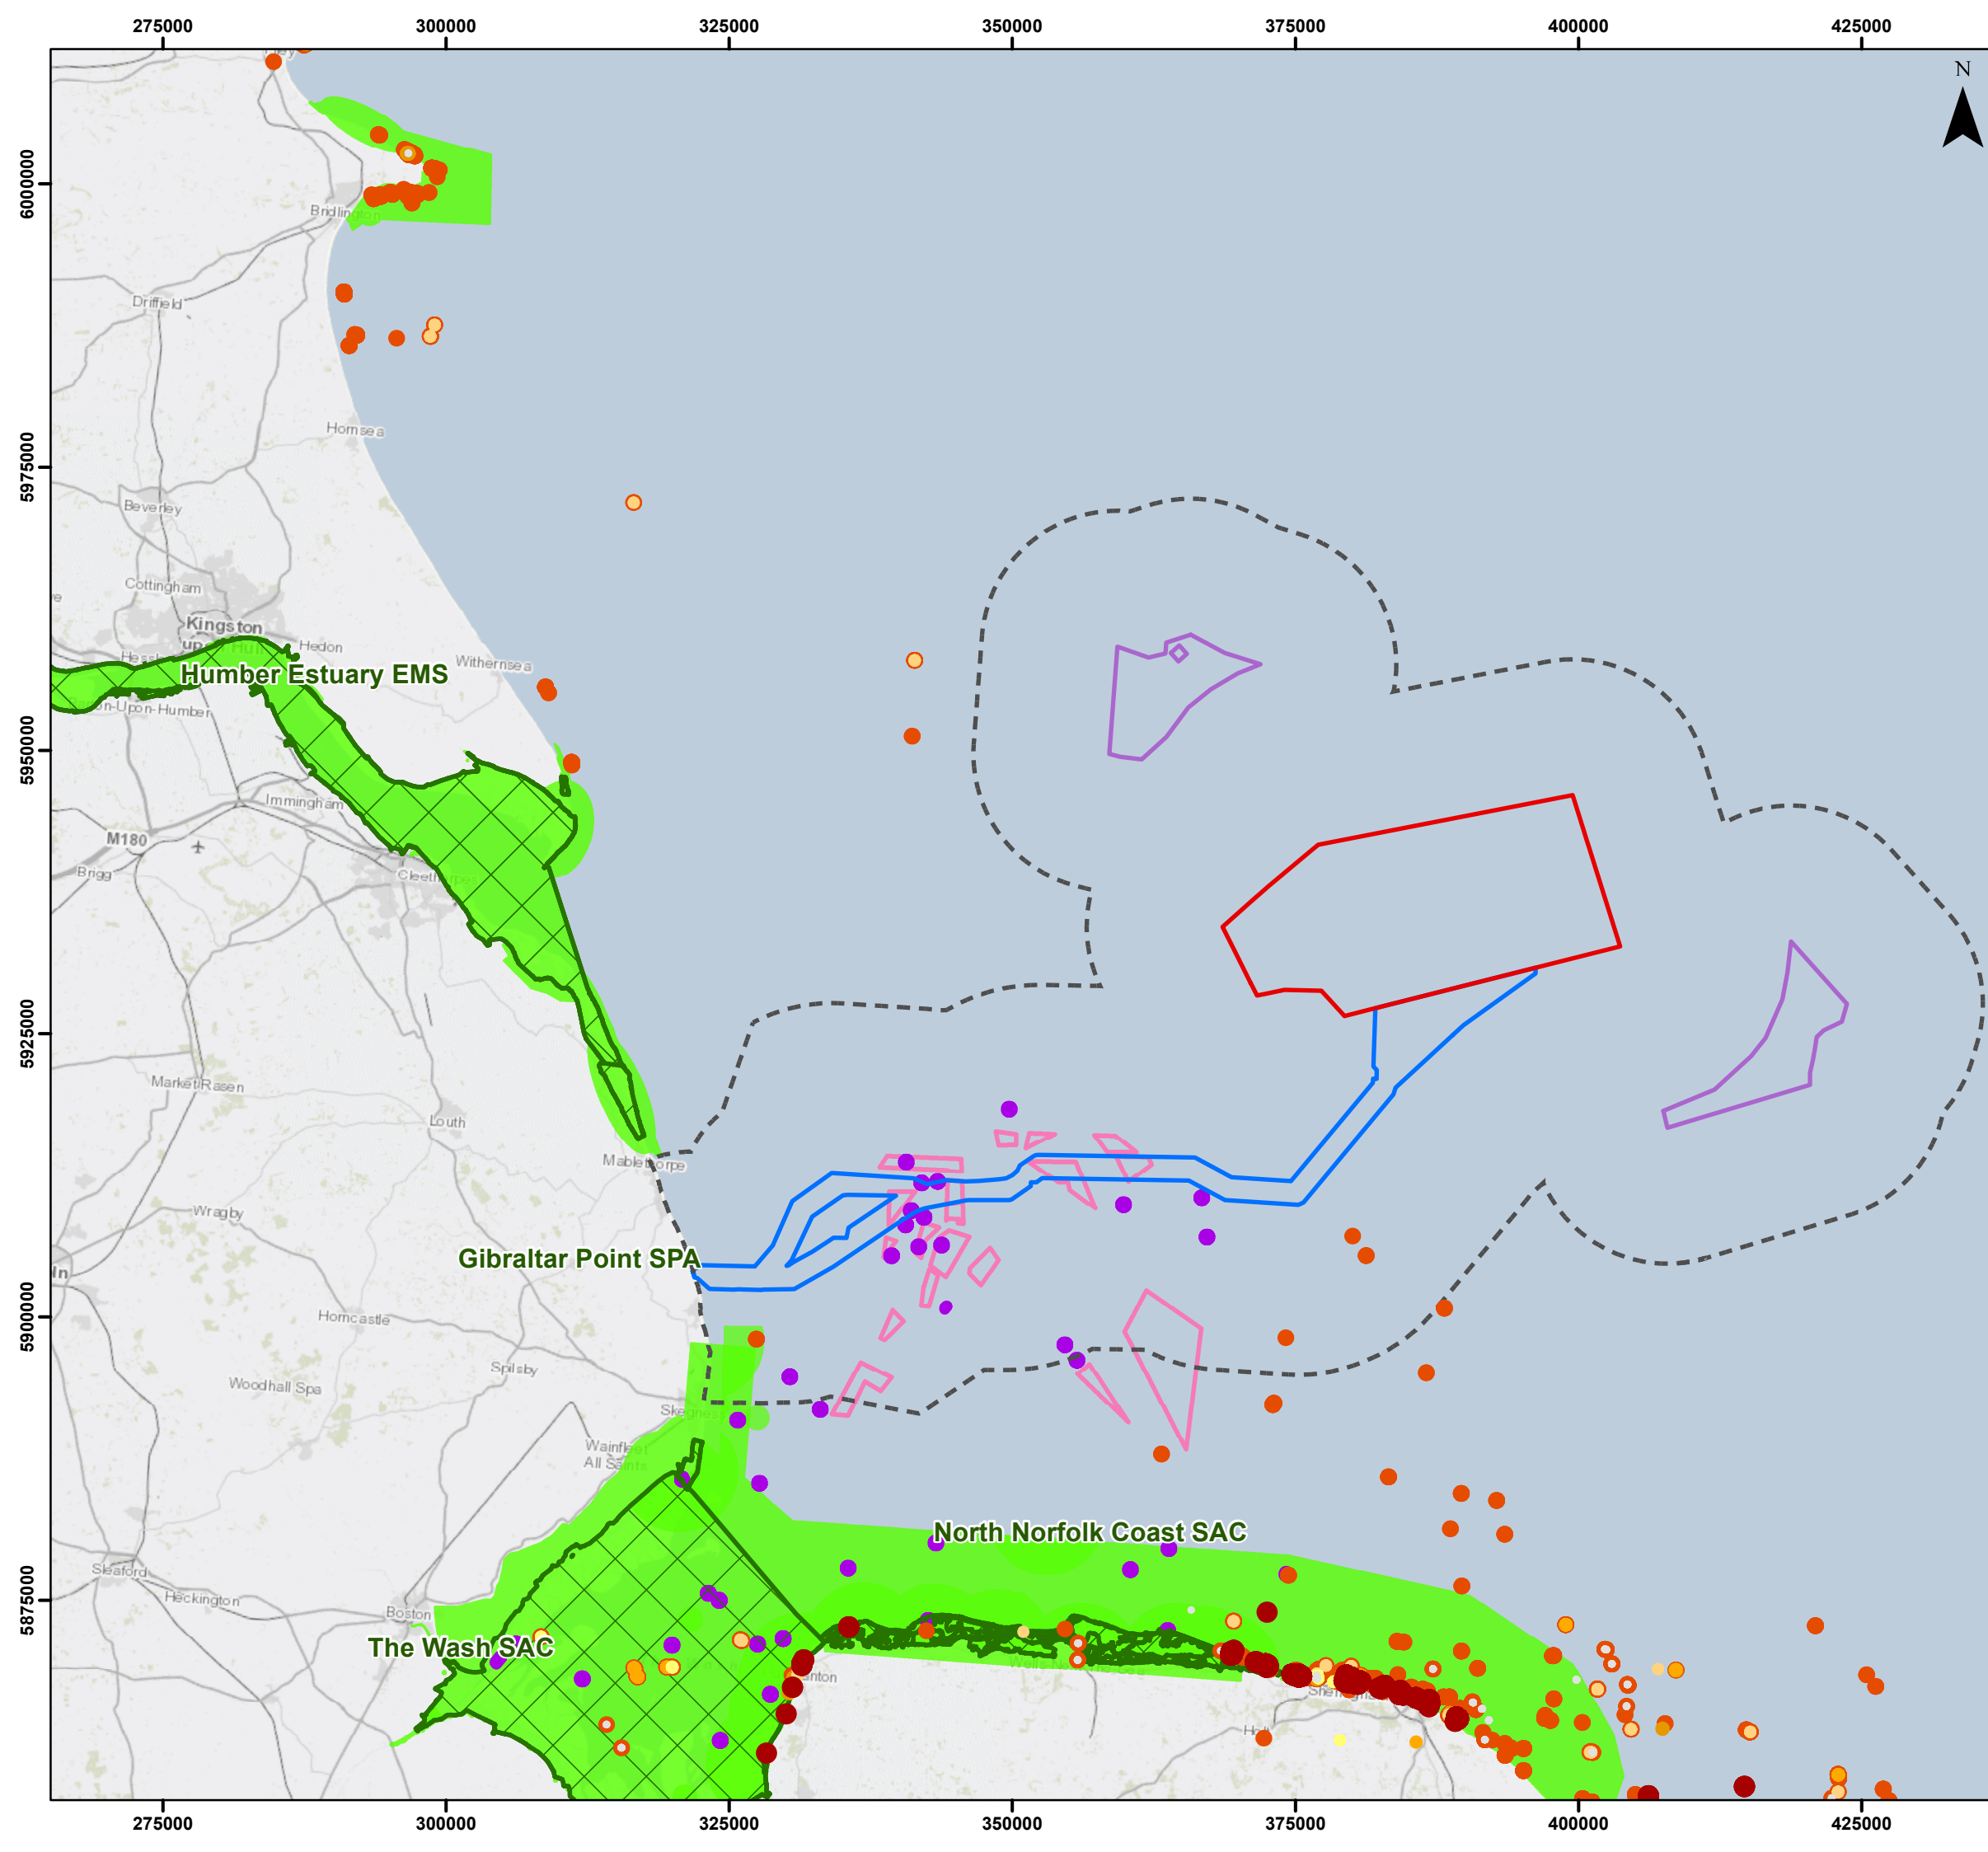 275000 300000 325000 350000 375000 400000 425000
N
6000000
5975000
5950000
5925000
5900000
5875000
Bridlington
Driffield
Hornsea
Beverley
Cottingham
Kingston
upon Hull
Hedon
Withernsea
Humber Estuary EMS
Immingham
M180
Brigg
Cleethorpes
Market Rasen
Louth
Mablethorpe
Wragby
Gibraltar Point SPA
Horncastle
Spilsby
Woodhall Spa
Skegness
Wainfleet
All Saints
North Norfolk Coast SAC
Sleaford
Heckington
Boston
The Wash SAC
275000 300000 325000 350000 375000 400000 425000